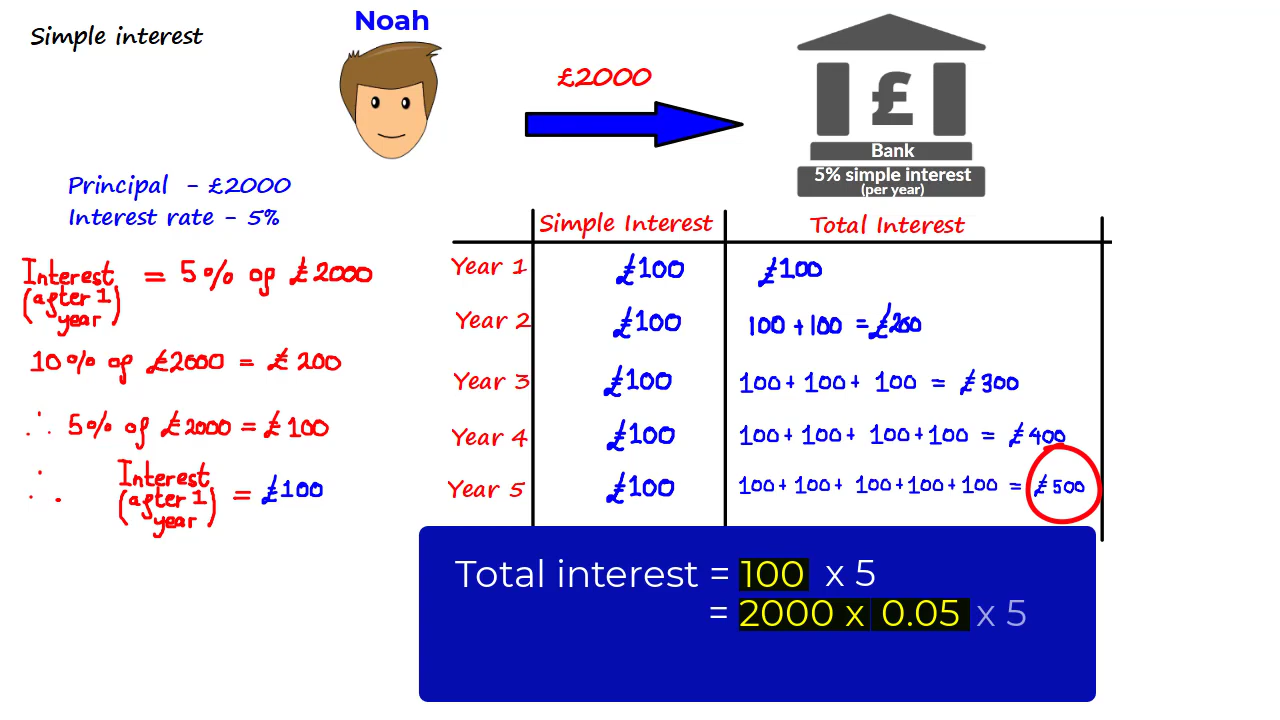 Simple interest
Noah
£2000
£
Bank
5% simple interest
(per year)
Principal - £2000
Interest rate - 5%
Interest (after 1 year) = 5% of £2000
10% of £2000 = £200
∴ 5% of £2000 = £100
∴ Interest (after 1 year) = £100
Simple Interest Total Interest
Year 1 £100 £100
Year 2 £100 100 + 100 = £200
Year 3 £100 100 + 100 + 100 = £300
Year 4 £100 100 + 100 + 100 + 100 = £400
Year 5 £100 100 + 100 + 100 + 100 + 100 = £500
Total interest = 100 x 5
= 2000 x 0.05 x 5